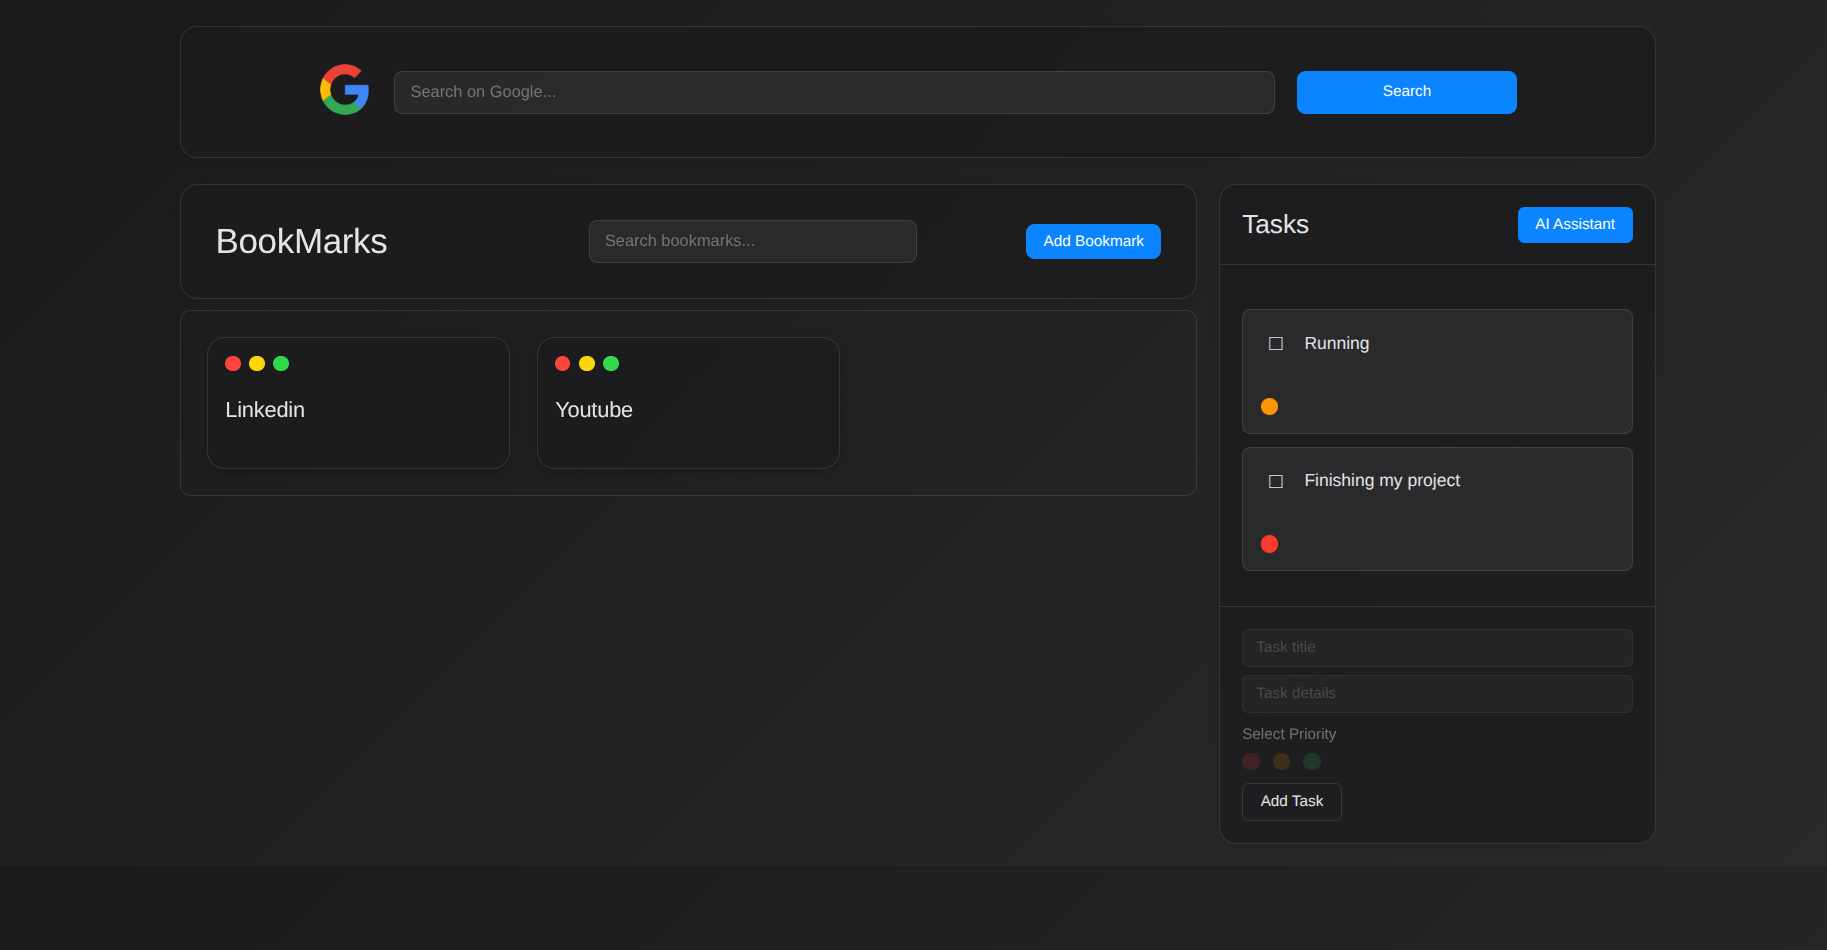 Search on Google...
Search
BookMarks
Search bookmarks...
Add Bookmark
Linkedin
Youtube
Tasks
AI Assistant
Running
Finishing my project
Task title
Task details
Select Priority
Add Task